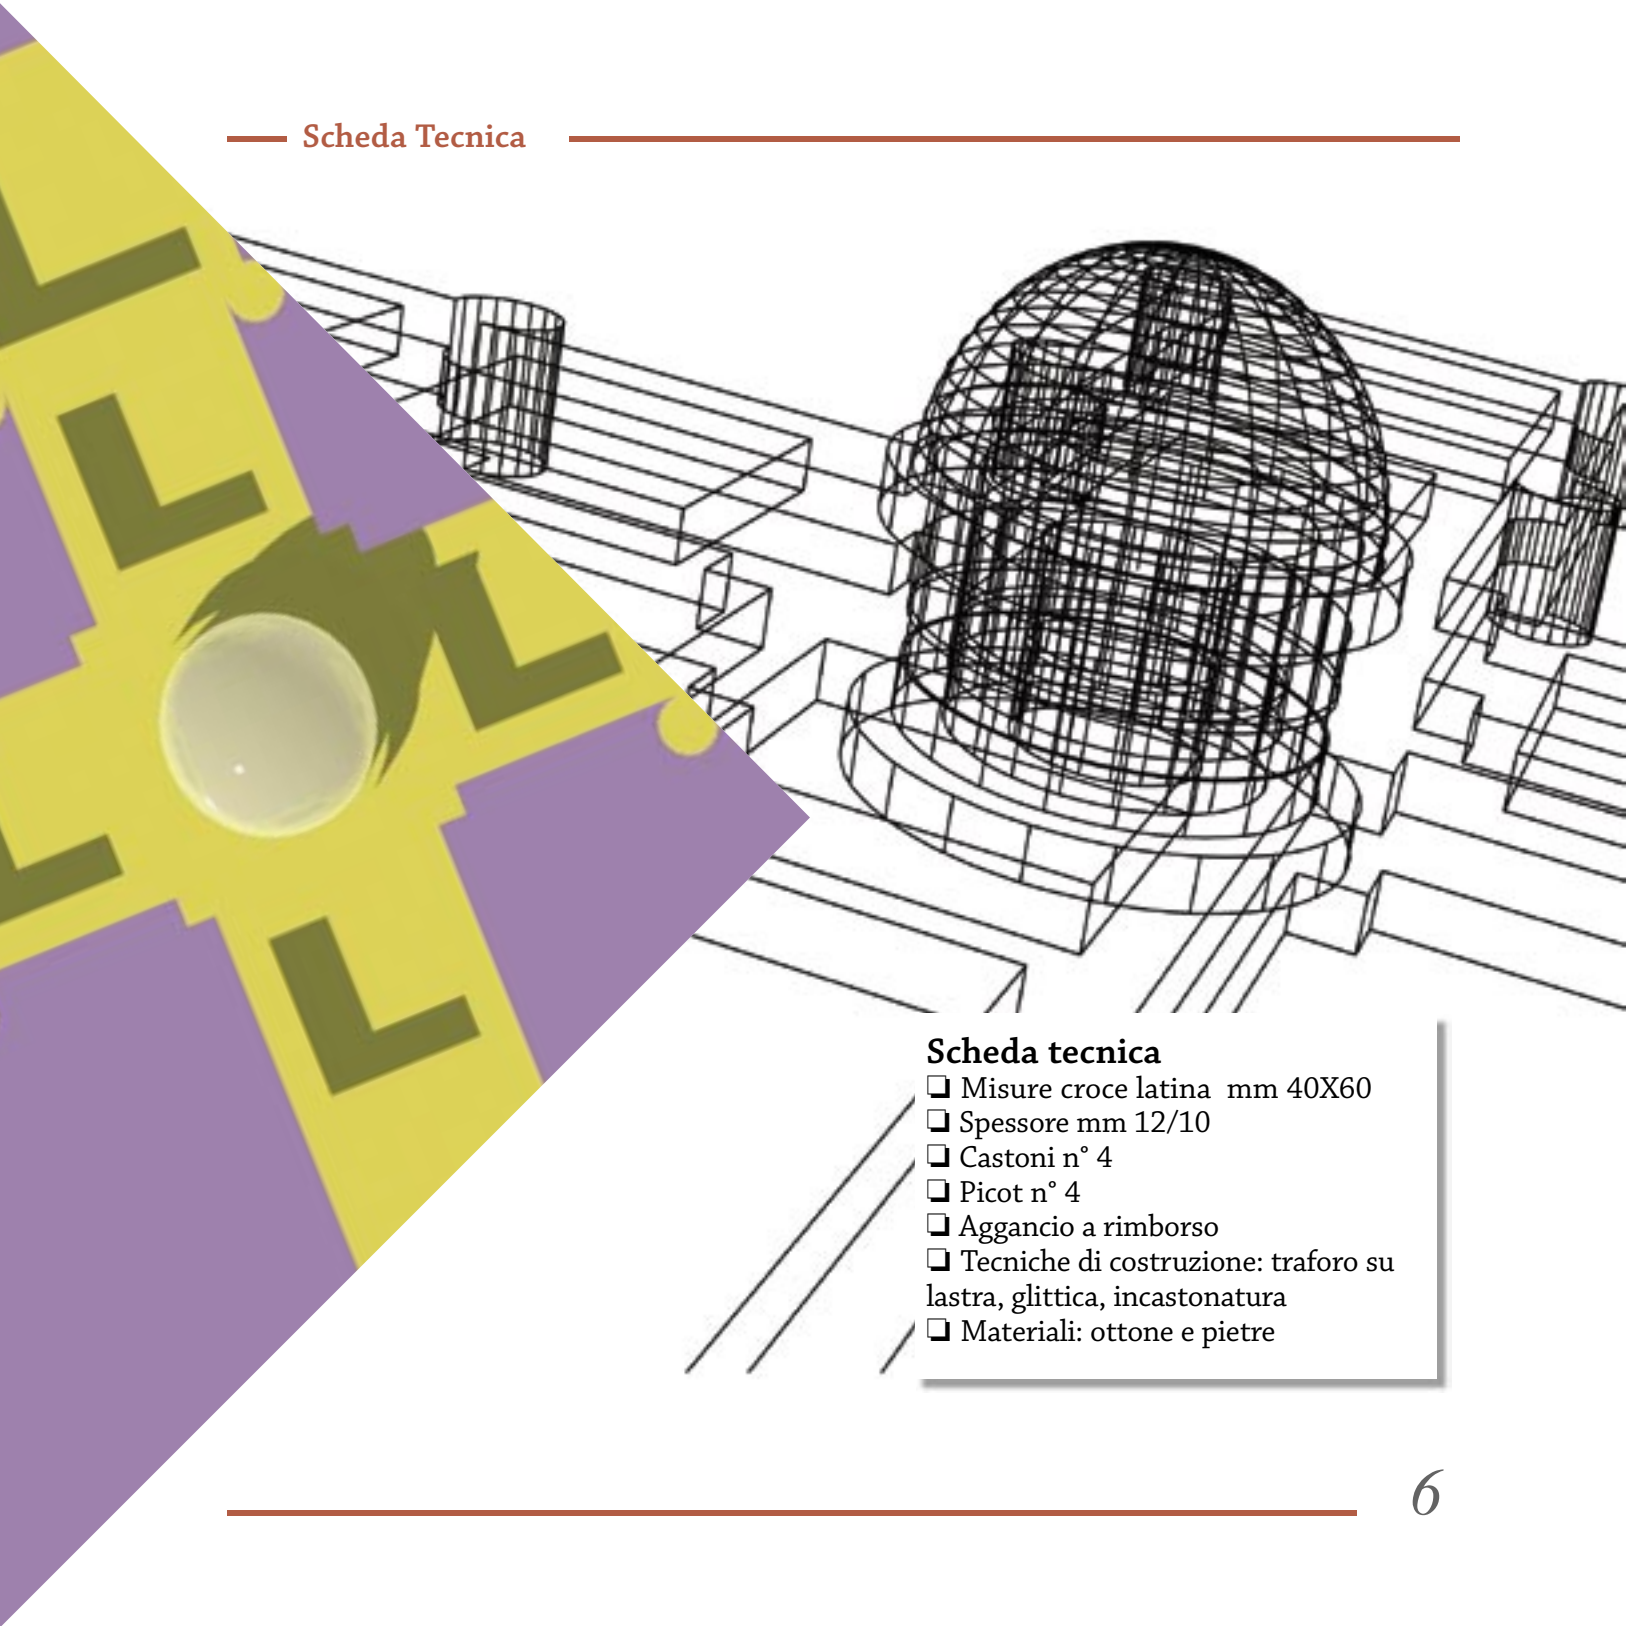 Scheda Tecnica
Scheda tecnica
❏ Misure croce latina mm 40X60
❏ Spessore mm 12/10
❏ Castoni n° 4
❏ Picot n° 4
❏ Aggancio a rimborso
❏ Tecniche di costruzione: traforo su
lastra, glittica, incastonatura
❏ Materiali: ottone e pietre
6